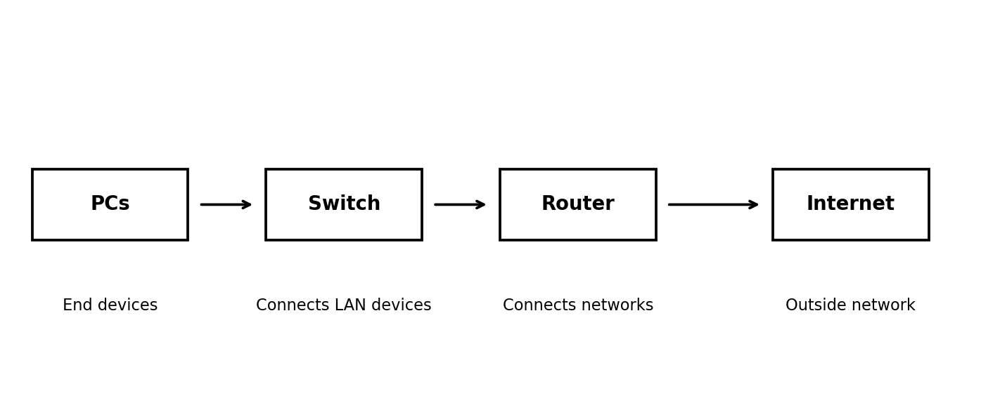 PCs
Switch
Router
Internet
End devices
Connects LAN devices
Connects networks
Outside network